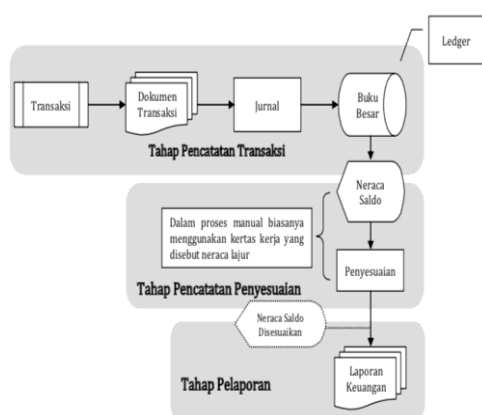 Ledger
Transaksi
Dokumen
Transaksi
Jurnal
Buku
Besar
Tahap Pencatatan Transaksi
Neraca
Saldo
Dalam proses manual biasanya
menggunakan kertas kerja yang
disebut neraca lajur
Penyesuaian
Tahap Pencatatan Penyesuaian
Neraca Saldo
Disesuaikan
Tahap Pelaporan
Laporan
Keuangan